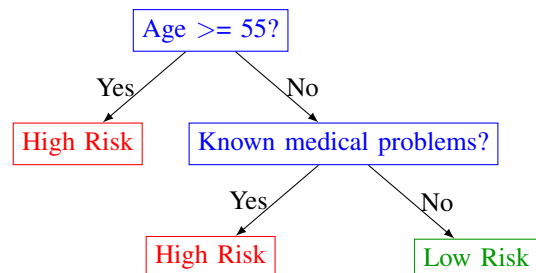 Age >= 55?
Yes
No
High Risk
Known medical problems?
Yes
No
High Risk
Low Risk